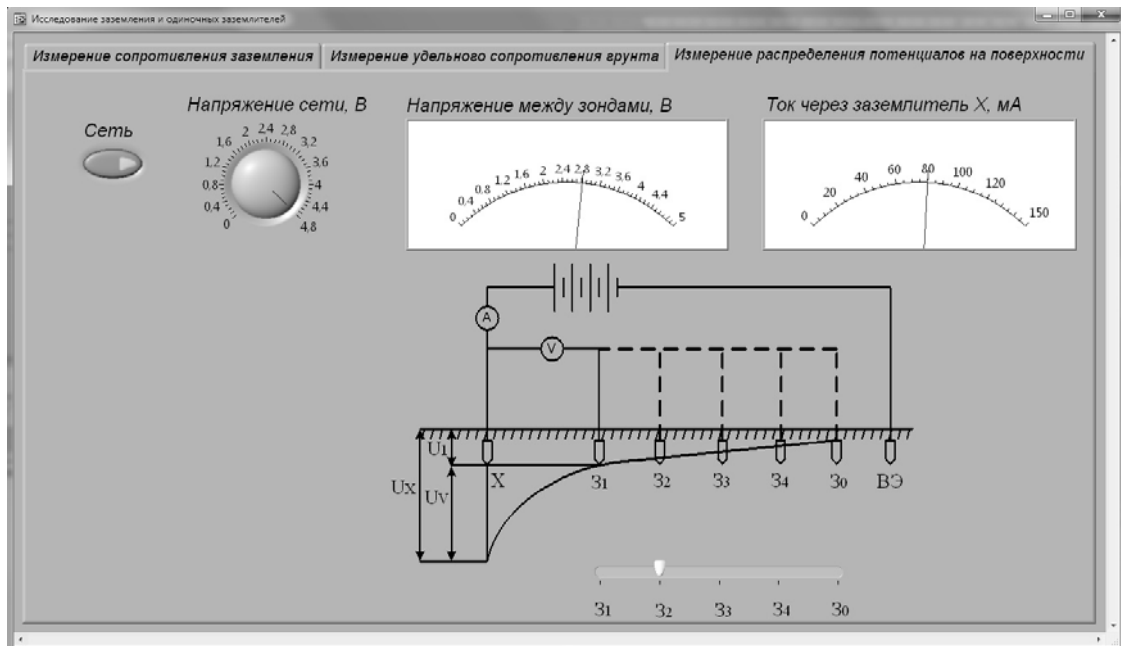 Исследование заземления и одиночных заземлителей
Измерение сопротивления заземления
Измерение удельного сопротивления грунта
Измерение распределения потенциалов на поверхности
Сеть
Напряжение сети, В
0 0,4 0,8 1,2 1,6 2 2,4 2,8 3,2 3,6 4 4,4 4,8
Напряжение между зондами, В
0 0,4 0,8 1,2 1,6 2 2,4 2,8 3,2 3,6 4 4,4 5
Ток через заземлитель X, мА
0 20 40 60 80 100 120 150
A
V
U1
UX
UV
X З1 З2 З3 З4 З0 ВЭ
З1 З2 З3 З4 З0